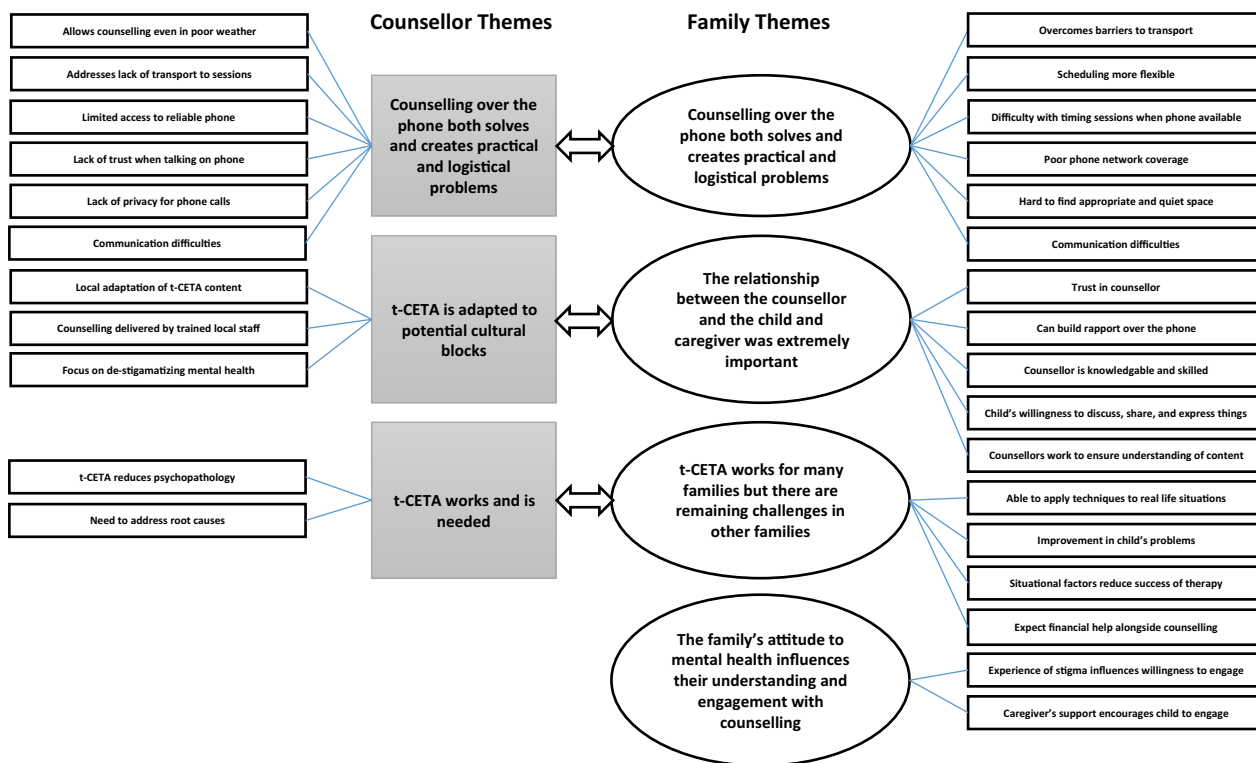 Counsellor Themes
Family Themes
Allows counselling even in poor weather
Addresses lack of transport to sessions
Limited access to reliable phone
Lack of trust when talking on phone
Lack of privacy for phone calls
Communication difficulties
Counselling over the
phone both solves
and creates practical
and logistical
problems
Counselling over the
phone both solves and
creates practical and
logistical problems
Overcomes barriers to transport
Scheduling more flexible
Difficulty with timing sessions when phone available
Poor phone network coverage
Hard to find appropriate and quiet space
Communication difficulties
Local adaptation of t-CETA content
Counselling delivered by trained local staff
Focus on de-stigamatizing mental health
t-CETA is adapted to
potential cultural
blocks
The relationship
between the counsellor
and the child and
caregiver was extremely
important
Trust in counsellor
Can build rapport over the phone
Counsellor is knowledgable and skilled
Child's willingness to discuss, share, and express things
Counsellors work to ensure understanding of content
t-CETA reduces psychopathology
Need to address root causes
t-CETA works and is
needed
t-CETA works for many
families but there are
remaining challenges in
other families
Able to apply techniques to real life situations
Improvement in child's problems
Situational factors reduce success of therapy
Expect financial help alongside counselling
The family's attitude to
mental health influences
their understanding and
engagement with
counselling
Experience of stigma influences willingness to engage
Caregiver's support encourages child to engage